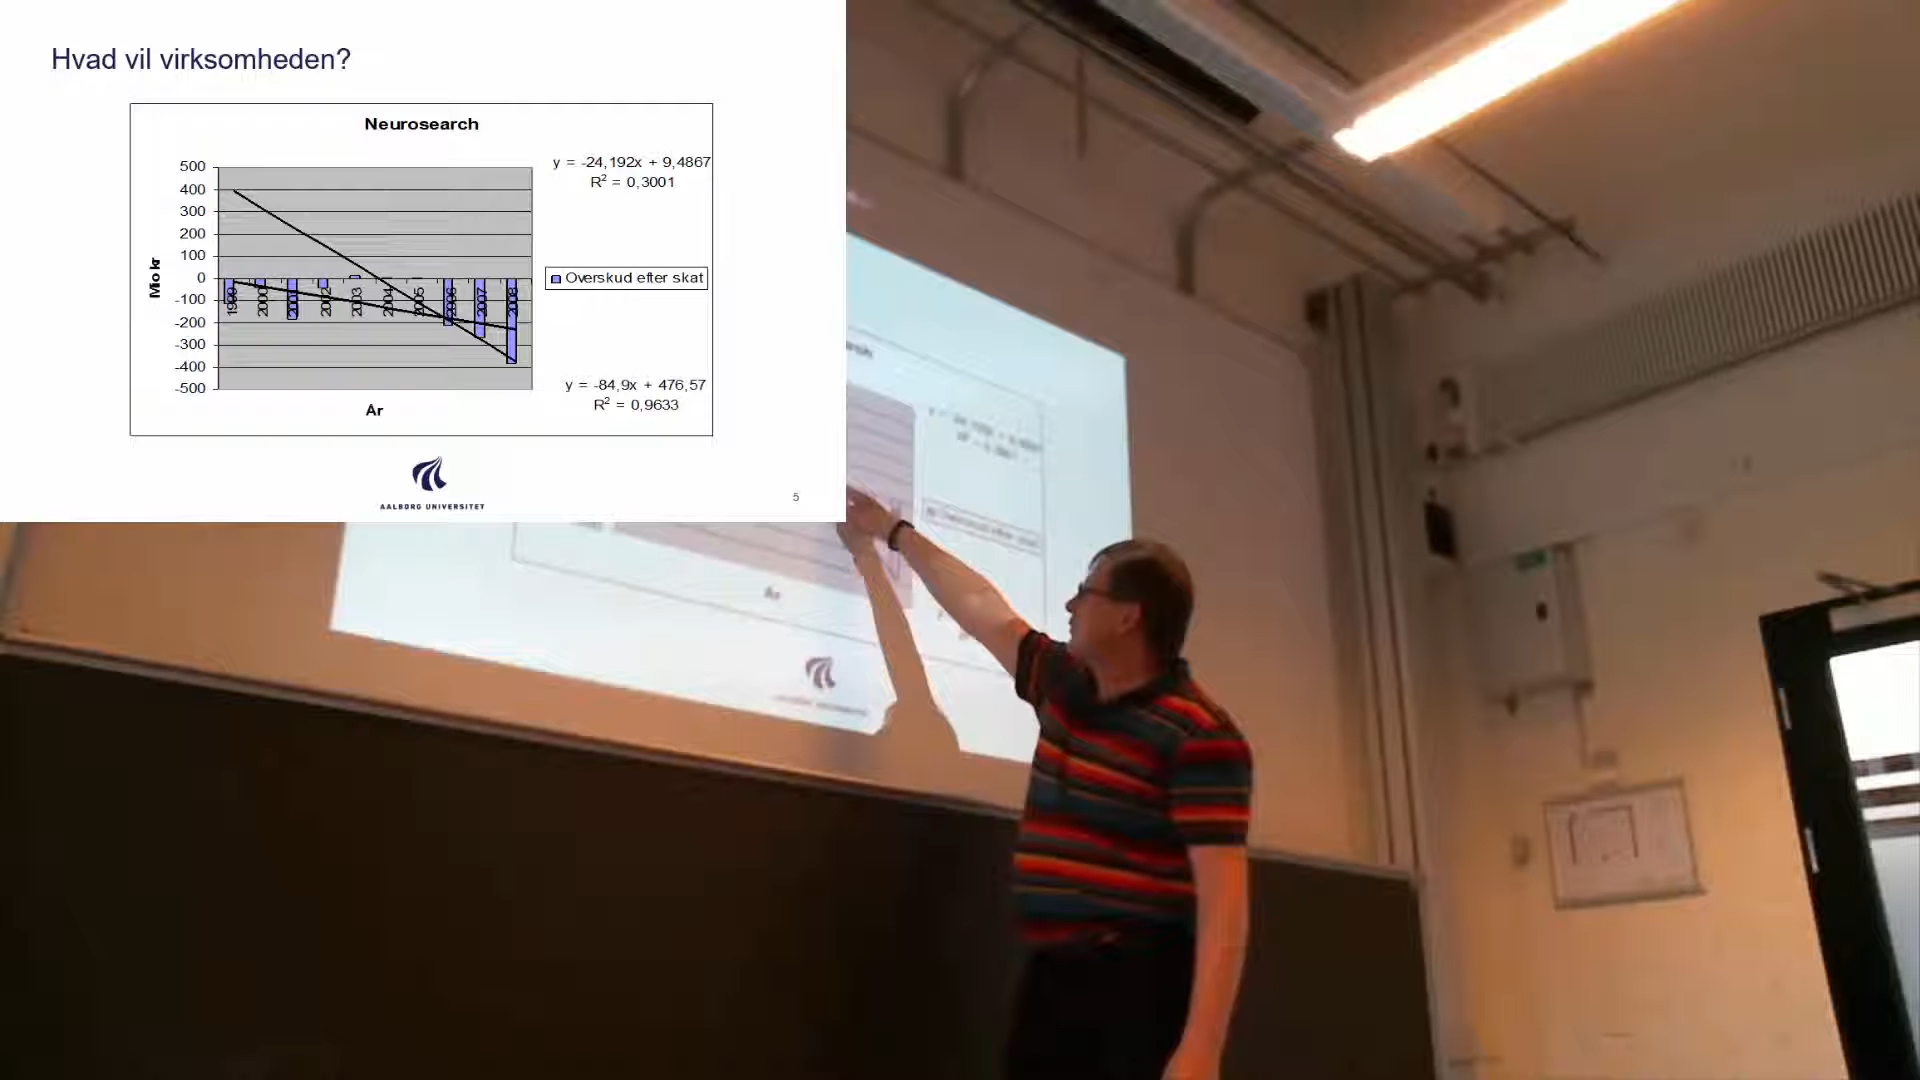 Hvad vil virksomheden?
Neurosearch
y = -24,192x + 9,4867
R² = 0,3001
500
400
300
200
100
0
-100
-200
-300
-400
-500
Mio kr
1999
2000
2001
2002
2003
2004
2005
2006
2007
2008
Overskud efter skat
y = -84,9x + 476,57
R² = 0,9633
År
AALBORG UNIVERSITET
5
År